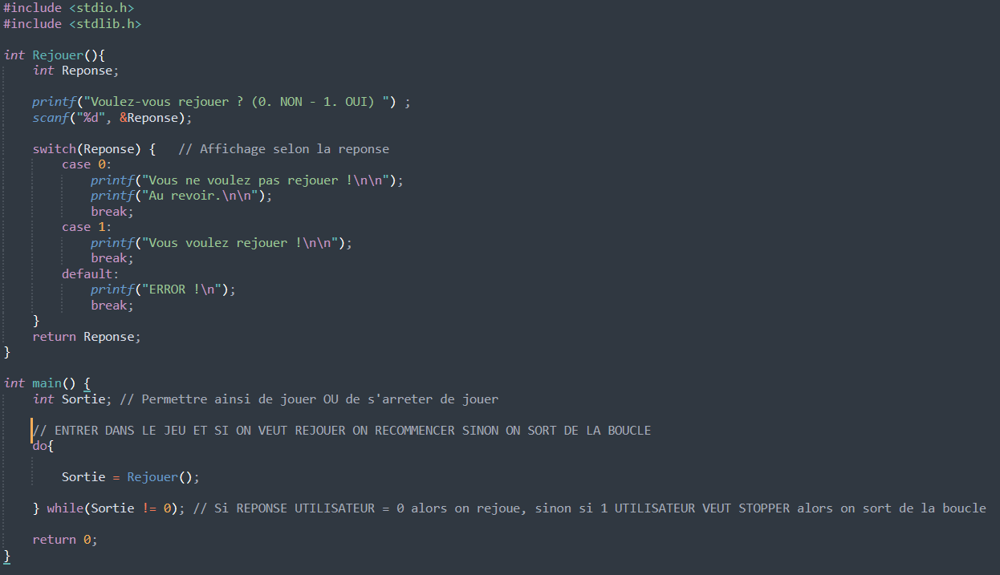 #include <stdio.h>
#include <stdlib.h>
int Rejouer(){
int Reponse;
printf("Voulez-vous rejouer ? (0. NON - 1. OUI) ") ;
scanf("%d", &Reponse);
switch(Reponse) {   // Affichage selon la reponse
case 0:
printf("Vous ne voulez pas rejouer !\n\n");
printf("Au revoir.\n\n");
break;
case 1:
printf("Vous voulez rejouer !\n\n");
break;
default:
printf("ERROR !\n");
break;
}
return Reponse;
}
int main() {
int Sortie; // Permettre ainsi de jouer OU de s'arreter de jouer
// ENTRER DANS LE JEU ET SI ON VEUT REJOUER ON RECOMMENCER SINON ON SORT DE LA BOUCLE
do{
Sortie = Rejouer();
} while(Sortie != 0); // Si REPONSE UTILISATEUR = 0 alors on rejoue, sinon si 1 UTILISATEUR VEUT STOPPER alors on sort de la boucle
return 0;
}